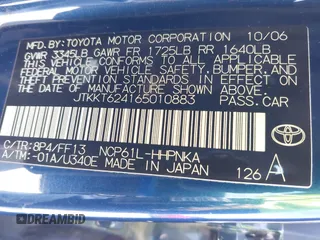 MFD. BY: TOYOTA MOTOR CORPORATION 10/06
GVWR 3345LB GAWR FR 1725LB RR 1640LB
THIS VEHICLE CONFORMS TO ALL APPLICABLE
FEDERAL MOTOR VEHICLE SAFETY, BUMPER, AND
THEFT PREVENTION STANDARDS IN EFFECT ON
THE DATE OF MANUFACTURE SHOWN ABOVE.
JTKKT624165010883 PASS.CAR
C/TR: 8P4/FF13 NCP61L-HHPNKA
A/TM: -01A/U340E MADE IN JAPAN 126 A
TOYOTA
DREAMBID